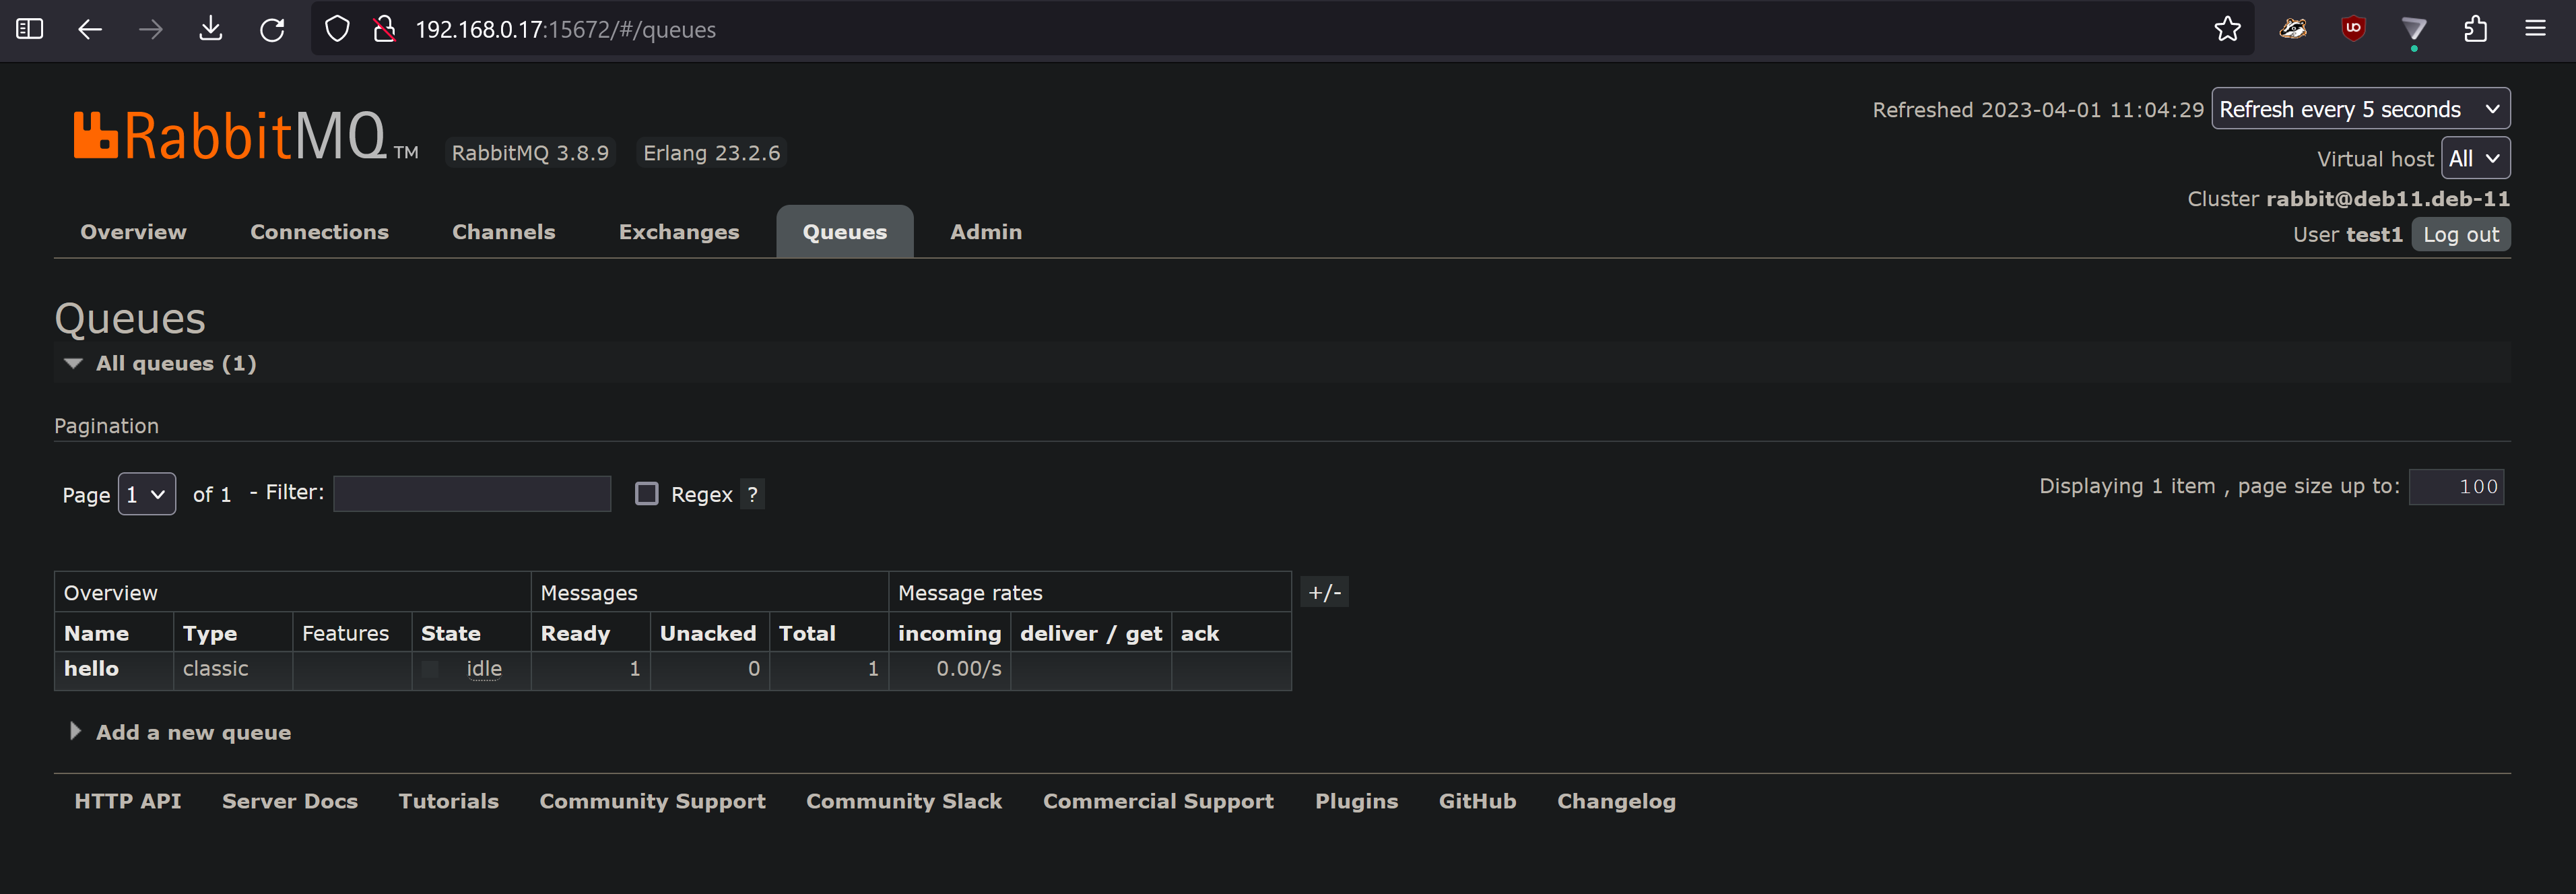 192.168.0.17:15672/#/queues
RabbitMQ TM
RabbitMQ 3.8.9 Erlang 23.2.6
Refreshed 2023-04-01 11:04:29 Refresh every 5 seconds
Virtual host All
Cluster rabbit@deb11.deb-11
User test1 Log out
Overview Connections Channels Exchanges Queues Admin
Queues
All queues (1)
Pagination
Page 1 of 1 - Filter: Regex ?
Displaying 1 item , page size up to: 100
Overview Messages Message rates +/-
Name Type Features State Ready Unacked Total incoming deliver / get ack
hello classic idle 1 0 1 0.00/s
Add a new queue
HTTP API Server Docs Tutorials Community Support Community Slack Commercial Support Plugins GitHub Changelog